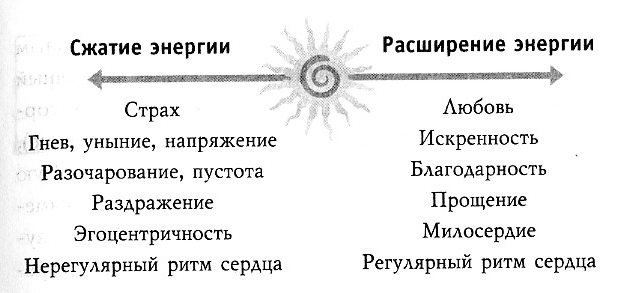 Сжатие энергии
Расширение энергии
Страх
Гнев, уныние, напряжение
Разочарование, пустота
Раздражение
Эгоцентричность
Нерегулярный ритм сердца
Любовь
Искренность
Благодарность
Прощение
Милосердие
Регулярный ритм сердца